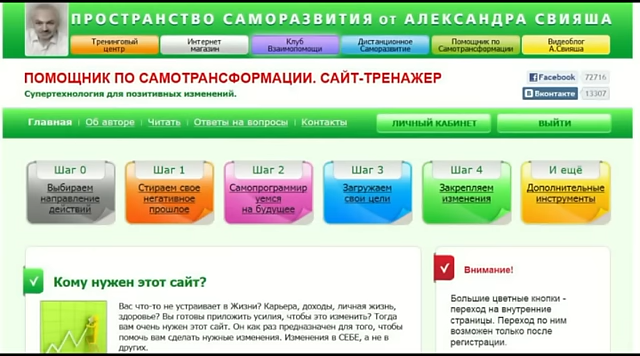 ПРОСТРАНСТВО САМОРАЗВИТИЯ от АЛЕКСАНДРА СВИЯША
Тренинговый центр
Интернет магазин
Клуб Взаимопомощи
Дистанционное Саморазвитие
Помощник по Самотрансформации
Видеоблог А.Свияша
ПОМОЩНИК ПО САМОТРАНСФОРМАЦИИ. САЙТ-ТРЕНАЖЕР
Супертехнология для позитивных изменений.
Facebook 72716
Вконтакте 13307
Главная Об авторе Читать Ответы на вопросы Контакты ЛИЧНЫЙ КАБИНЕТ ВЫЙТИ
Шаг 0
Выбираем
направление
действий
Шаг 1
Стираем свое
негативное
прошлое
Шаг 2
Самопрограммир
уемся
на будущее
Шаг 3
Загружаем
свои цели
Шаг 4
Закрепляем
изменения
И ещё
Дополнительные
инструменты
Кому нужен этот сайт?
Вас что-то не устраивает в Жизни? Карьера, доходы, личная жизнь,
здоровье? Вы готовы приложить усилия, чтобы это изменить? Тогда
вам очень нужен этот сайт. Он как раз предназначен для того, чтобы
помочь вам сделать нужные изменения. Изменения в СЕБЕ, а не в
других.
Внимание!
Большие цветные кнопки -
переход на внутренние
страницы. Переход по ним
возможен только после
регистрации.